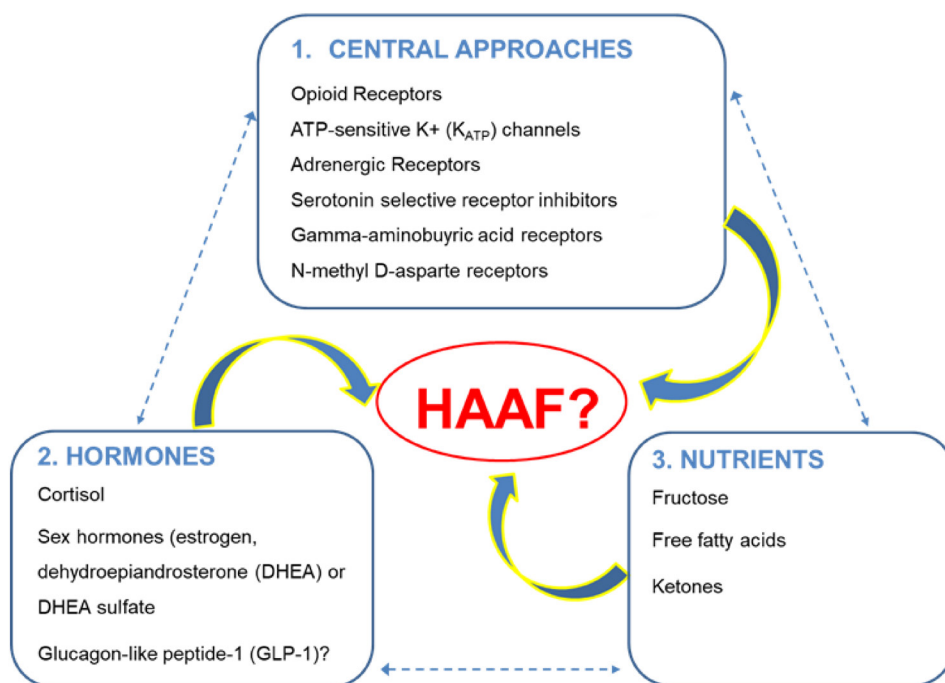 1. CENTRAL APPROACHES
Opioid Receptors
ATP-sensitive K+ (KATP) channels
Adrenergic Receptors
Serotonin selective receptor inhibitors
Gamma-aminobuyric acid receptors
N-methyl D-asparte receptors
HAAF?
2. HORMONES
Cortisol
Sex hormones (estrogen,
dehydroepiandrosterone (DHEA) or
DHEA sulfate
Glucagon-like peptide-1 (GLP-1)?
3. NUTRIENTS
Fructose
Free fatty acids
Ketones